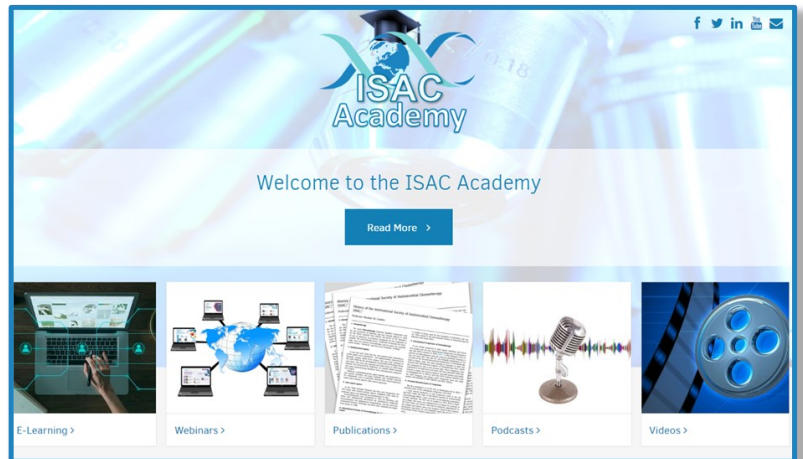 ISAC
Academy
Welcome to the ISAC Academy
Read More >
E-Learning >
Webinars >
Publications >
Podcasts >
Videos >